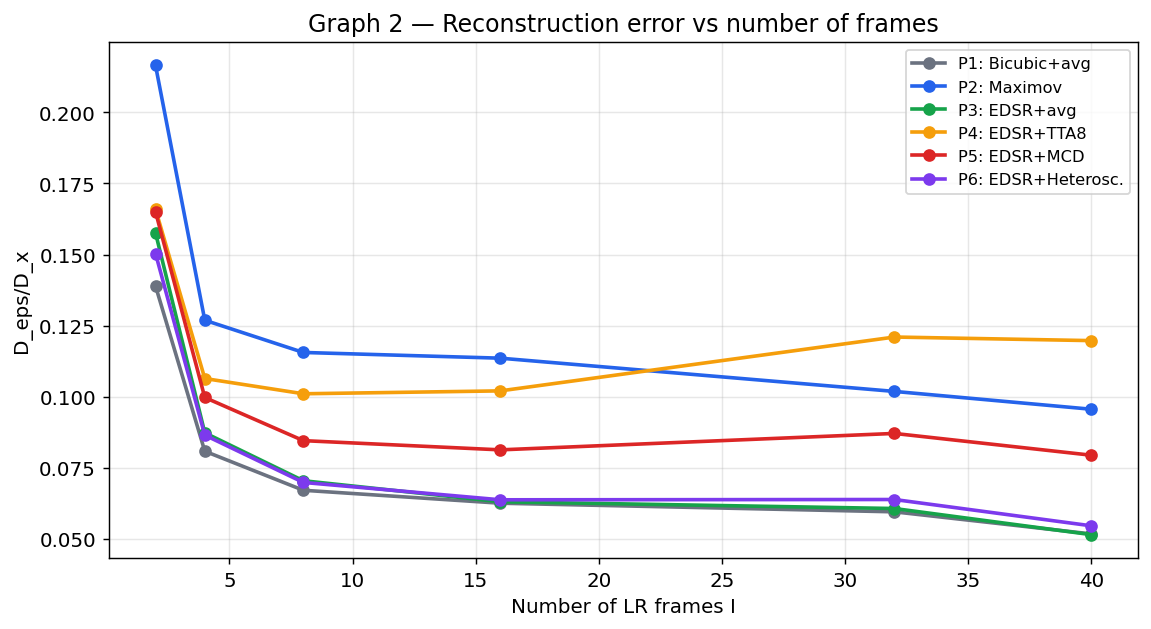 Graph 2 — Reconstruction error vs number of frames
P1: Bicubic+avg
P2: Maximov
P3: EDSR+avg
P4: EDSR+TTA8
P5: EDSR+MCD
P6: EDSR+Heterosc.
D_eps/D_x
0.200
0.175
0.150
0.125
0.100
0.075
0.050
5 10 15 20 25 30 35 40
Number of LR frames I